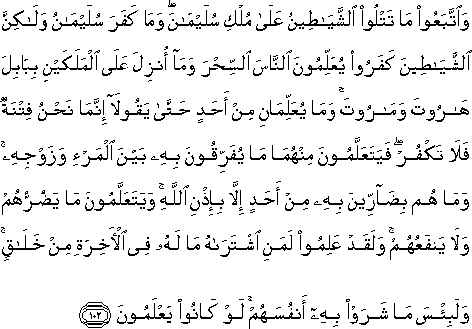 وَٱتَّبَعُوا۟ مَا تَتْلُوا۟ ٱلشَّيَـٰطِينُ عَلَىٰ مُلْكِ سُلَيْمَـٰنَ ۖ وَمَا كَفَرَ سُلَيْمَـٰنُ وَلَـٰكِنَّ
ٱلشَّيَـٰطِينَ كَفَرُوا۟ يُعَلِّمُونَ ٱلنَّاسَ ٱلسِّحْرَ وَمَآ أُنزِلَ عَلَى ٱلْمَلَكَيْنِ بِبَابِلَ
هَـٰرُوتَ وَمَـٰرُوتَ ۚ وَمَا يُعَلِّمَانِ مِنْ أَحَدٍ حَتَّىٰ يَقُولَآ إِنَّمَا نَحْنُ فِتْنَةٌ
فَلَا تَكْفُرْ ۖ فَيَتَعَلَّمُونَ مِنْهُمَا مَا يُفَرِّقُونَ بِهِۦ بَيْنَ ٱلْمَرْءِ وَزَوْجِهِۦ ۚ
وَمَا هُم بِضَآرِّينَ بِهِۦ مِنْ أَحَدٍ إِلَّا بِإِذْنِ ٱللَّهِ ۚ وَيَتَعَلَّمُونَ مَا يَضُرُّهُمْ
وَلَا يَنفَعُهُمْ ۚ وَلَقَدْ عَلِمُوا۟ لَمَنِ ٱشْتَرَىٰهُ مَا لَهُۥ فِى ٱلْـَٔاخِرَةِ مِنْ خَلَـٰقٍ ۚ
وَلَبِئْسَ مَا شَرَوْا۟ بِهِۦٓ أَنفُسَهُمْ ۚ لَوْ كَانُوا۟ يَعْلَمُونَ ١٠٢